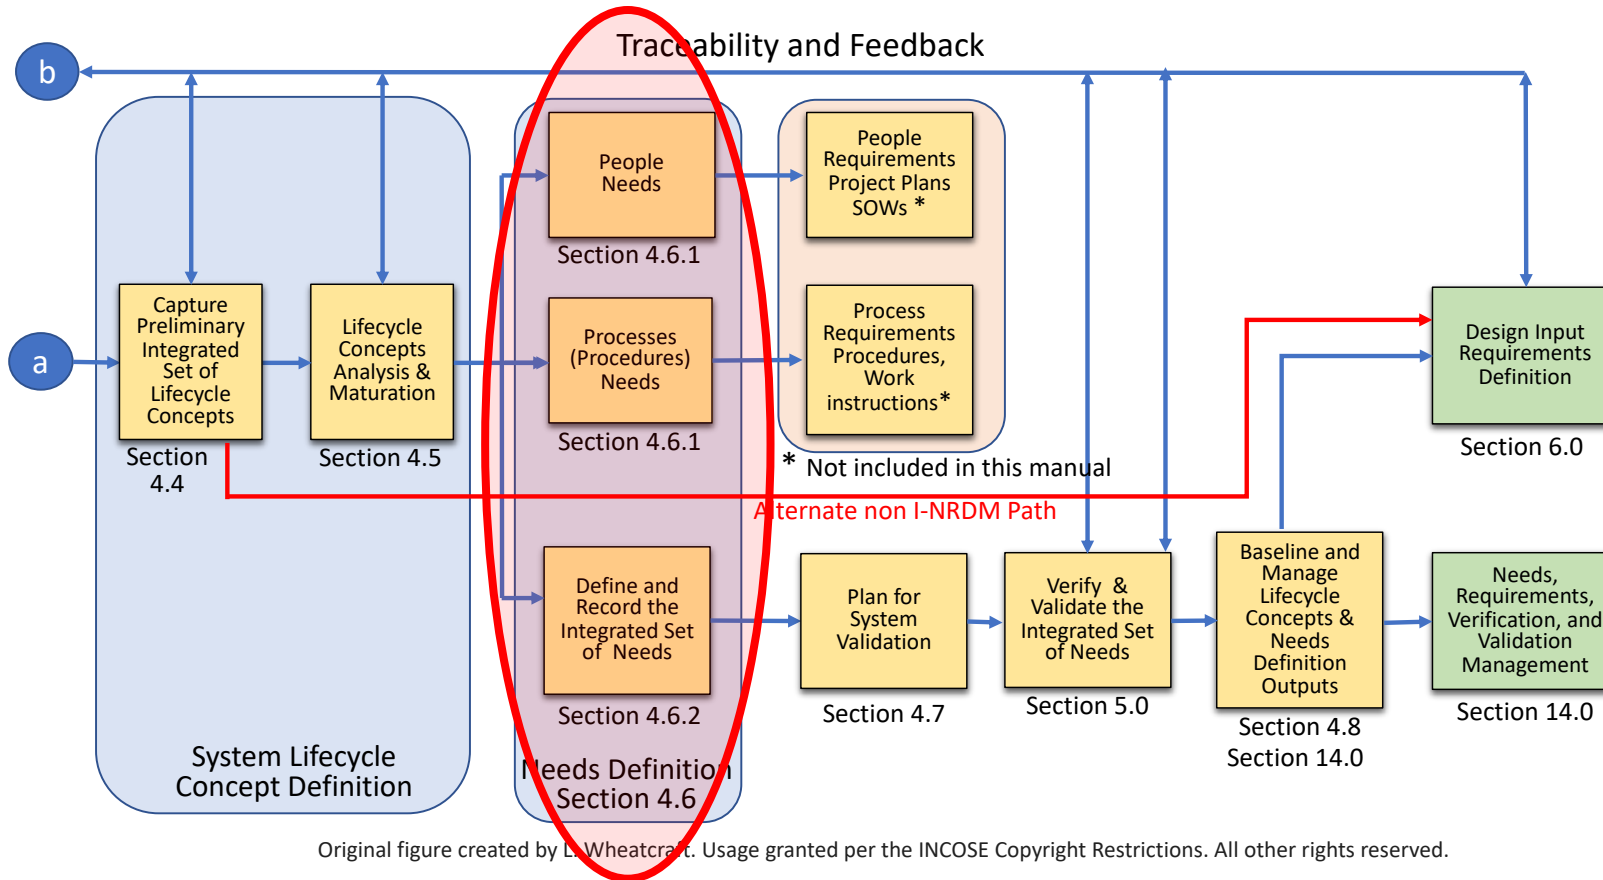 Traceability and Feedback
b
People
Needs
Section 4.6.1
People
Requirements
Project Plans
SOWs *
a
Capture
Preliminary
Integrated
Set of
Lifecycle
Concepts
Section
4.4
Lifecycle
Concepts
Analysis &
Maturation
Section 4.5
Processes
(Procedures)
Needs
Section 4.6.1
Process
Requirements
Procedures,
Work
instructions*
* Not included in this manual
Design Input
Requirements
Definition
Section 6.0
Alternate non I-NRDM Path
Define and
Record the
Integrated Set
of Needs
Section 4.6.2
Plan for
System
Validation
Section 4.7
Verify & 
Validate the
Integrated Set
of Needs
Section 5.0
Baseline and
Manage
Lifecycle
Concepts &
Needs
Definition
Outputs
Section 4.8
Section 14.0
Needs,
Requirements,
Verification, and
Validation
Management
Section 14.0
System Lifecycle
Concept Definition
Needs Definition
Section 4.6
Original figure created by L. Wheatcraft. Usage granted per the INCOSE Copyright Restrictions. All other rights reserved.